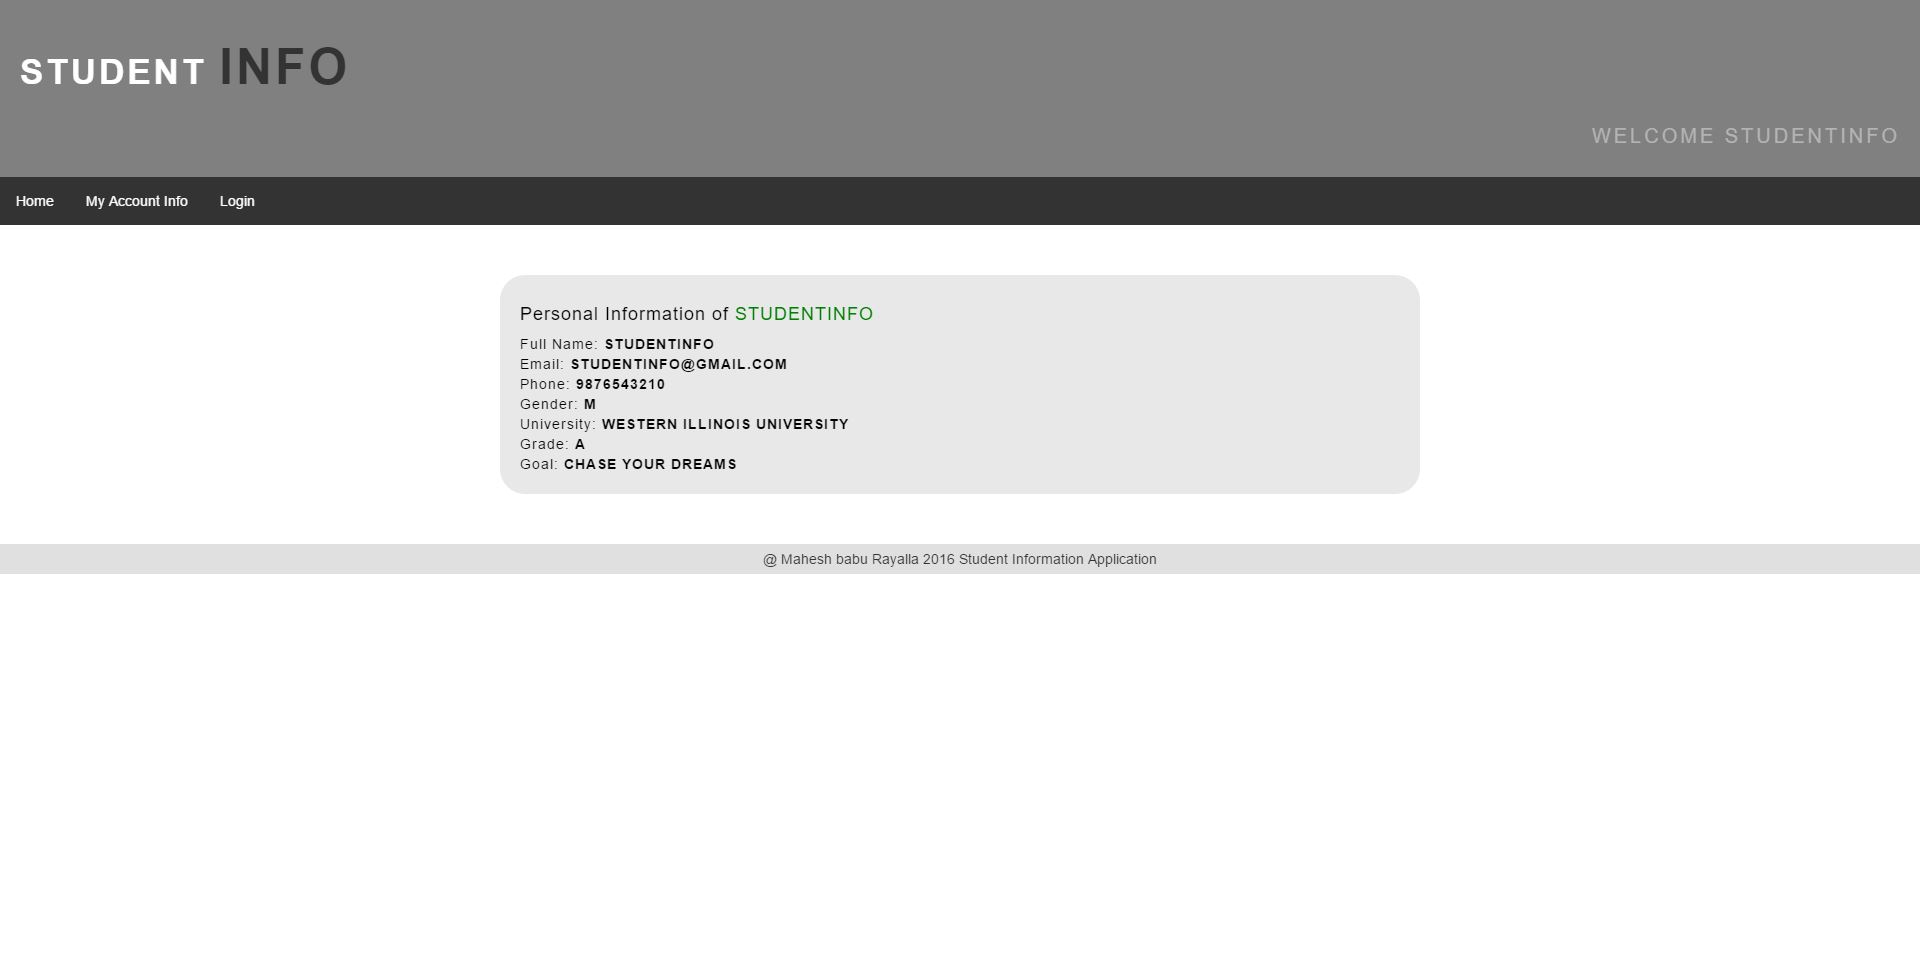 STUDENT INFO
WELCOME STUDENTINFO
Home My Account Info Login
Personal Information of STUDENTINFO
Full Name: STUDENTINFO
Email: STUDENTINFO@GMAIL.COM
Phone: 9876543210
Gender: M
University: WESTERN ILLINOIS UNIVERSITY
Grade: A
Goal: CHASE YOUR DREAMS
@ Mahesh babu Rayalla 2016 Student Information Application